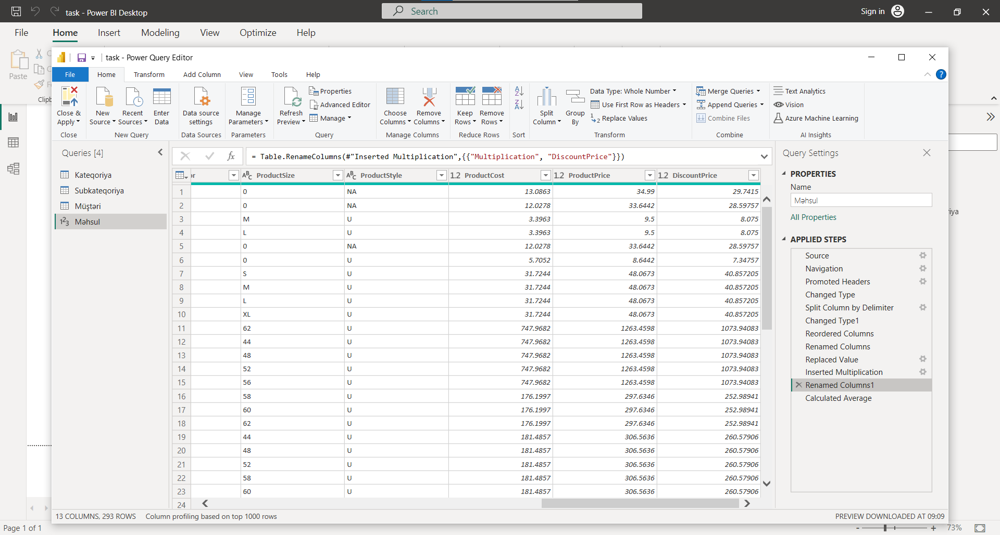 task - Power BI Desktop
Search
Sign in
File Home Insert Modeling View Optimize Help
Paste
Clipb
task - Power Query Editor
File Home Transform Add Column View Tools Help
Close & Apply
New Source
Recent Sources
Enter Data
Data source settings
Manage Parameters
Refresh Preview
Properties
Advanced Editor
Manage
Choose Columns
Remove Columns
Keep Rows
Remove Rows
Split Column
Group By
Data Type: Whole Number
Use First Row as Headers
Replace Values
Merge Queries
Append Queries
Combine Files
Text Analytics
Vision
Azure Machine Learning
Close New Query Data Sources Parameters Query Manage Columns Reduce Rows Sort Transform Combine AI Insights
Queries [4]
Kateqoriya
Subkateqoriya
Müştəri
Məhsul
= Table.RenameColumns(#"Inserted Multiplication",{{"Multiplication", "DiscountPrice"}})
or ProductSize ProductStyle 1.2 ProductCost 1.2 ProductPrice 1.2 DiscountPrice
1 0 NA 13.0863 34.99 29.7415
2 0 NA 12.0278 33.6442 28.59757
3 M U 3.3963 9.5 8.075
4 L U 3.3963 9.5 8.075
5 0 NA 12.0278 33.6442 28.59757
6 0 U 5.7052 8.6442 7.34757
7 S U 31.7244 48.0673 40.857205
8 M U 31.7244 48.0673 40.857205
9 L U 31.7244 48.0673 40.857205
10 XL U 31.7244 48.0673 40.857205
11 62 U 747.9682 1263.4598 1073.94083
12 44 U 747.9682 1263.4598 1073.94083
13 48 U 747.9682 1263.4598 1073.94083
14 52 U 747.9682 1263.4598 1073.94083
15 56 U 747.9682 1263.4598 1073.94083
16 58 U 176.1997 297.6346 252.98941
17 60 U 176.1997 297.6346 252.98941
18 62 U 176.1997 297.6346 252.98941
19 44 U 181.4857 306.5636 260.57906
20 48 U 181.4857 306.5636 260.57906
21 52 U 181.4857 306.5636 260.57906
22 58 U 181.4857 306.5636 260.57906
23 60 U 181.4857 306.5636 260.57906
24
Query Settings
PROPERTIES
Name
Məhsul
All Properties
APPLIED STEPS
Source
Navigation
Promoted Headers
Changed Type
Split Column by Delimiter
Changed Type1
Reordered Columns
Renamed Columns
Replaced Value
Inserted Multiplication
Renamed Columns1
Calculated Average
riya
13 COLUMNS, 293 ROWS Column profiling based on top 1000 rows
PREVIEW DOWNLOADED AT 09:09
Page 1 of 1
73%